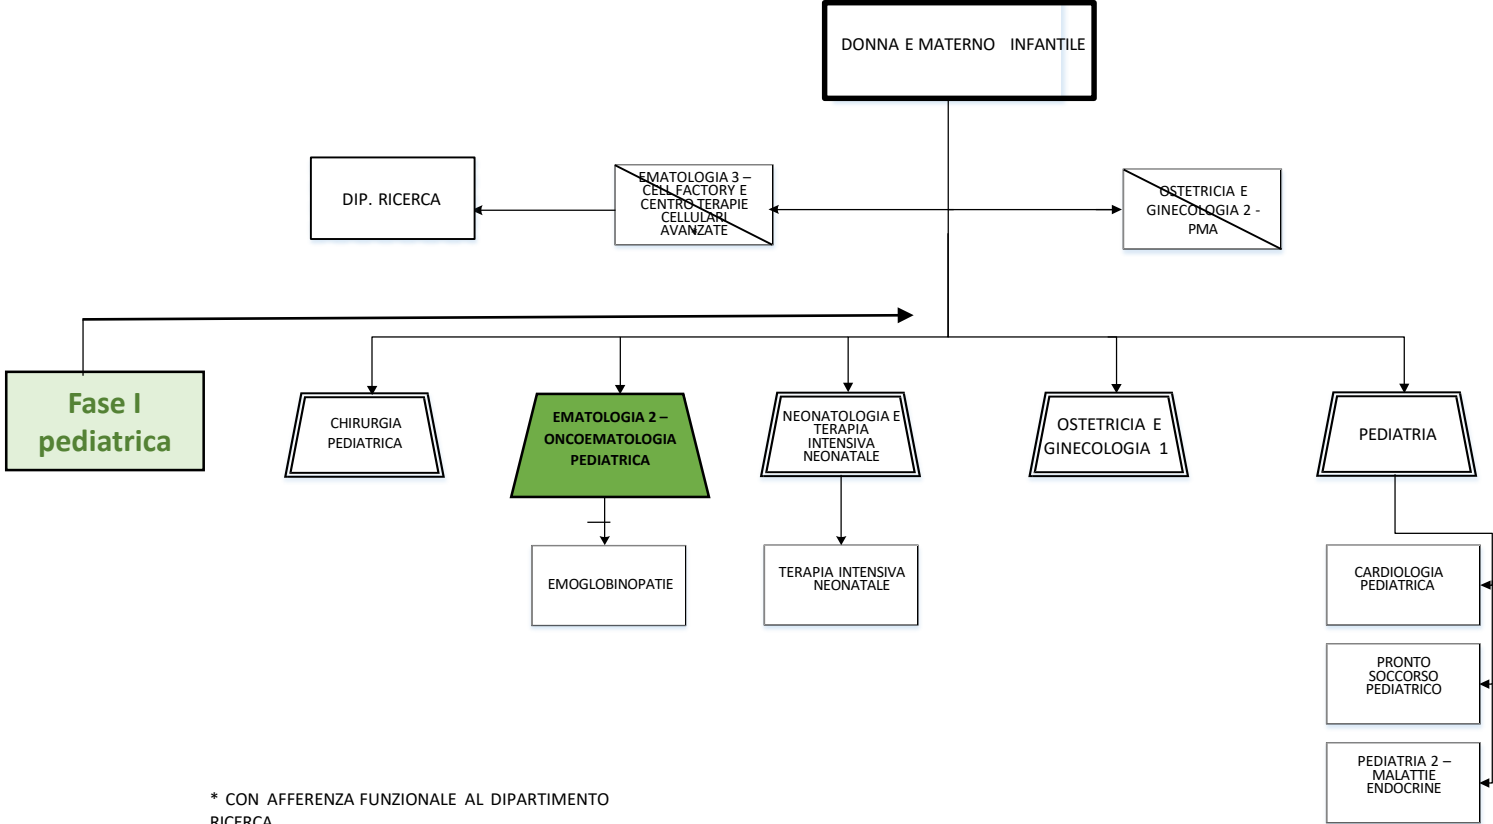 DONNA E MATERNO INFANTILE
DIP. RICERCA
EMATOLOGIA 3 –
CELL FACTORY E
CENTRO TERAPIE
CELLULARI
AVANZATE
*
OSTETRICIA E
GINECOLOGIA 2 -
PMA
Fase I
pediatrica
CHIRURGIA
PEDIATRICA
EMATOLOGIA 2 –
ONCOEMATOLOGIA
PEDIATRICA
NEONATOLOGIA E
TERAPIA
INTENSIVA
NEONATALE
OSTETRICIA E
GINECOLOGIA 1
PEDIATRIA
EMOGLOBINOPATIE
TERAPIA INTENSIVA
NEONATALE
CARDIOLOGIA
PEDIATRICA
PRONTO
SOCCORSO
PEDIATRICO
PEDIATRIA 2 –
MALATTIE
ENDOCRINE
* CON AFFERENZA FUNZIONALE AL DIPARTIMENTO
RICERCA